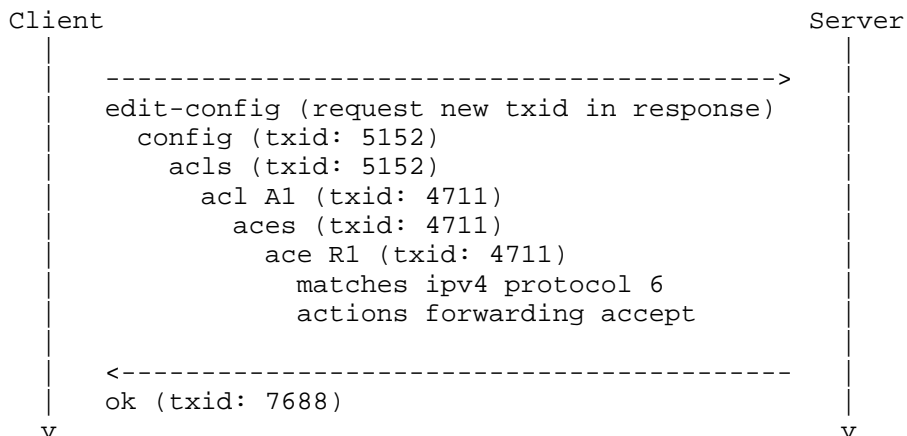 Client                                            Server
  |                                                 |
  |   ------------------------------------------>   |
  |   edit-config (request new txid in response)    |
  |     config (txid: 5152)                         |
  |       acls (txid: 5152)                         |
  |         acl A1 (txid: 4711)                     |
  |           aces (txid: 4711)                     |
  |             ace R1 (txid: 4711)                 |
  |               matches ipv4 protocol 6           |
  |               actions forwarding accept         |
  |                                                 |
  |   <------------------------------------------   |
  |   ok (txid: 7688)                               |
  v                                                 v